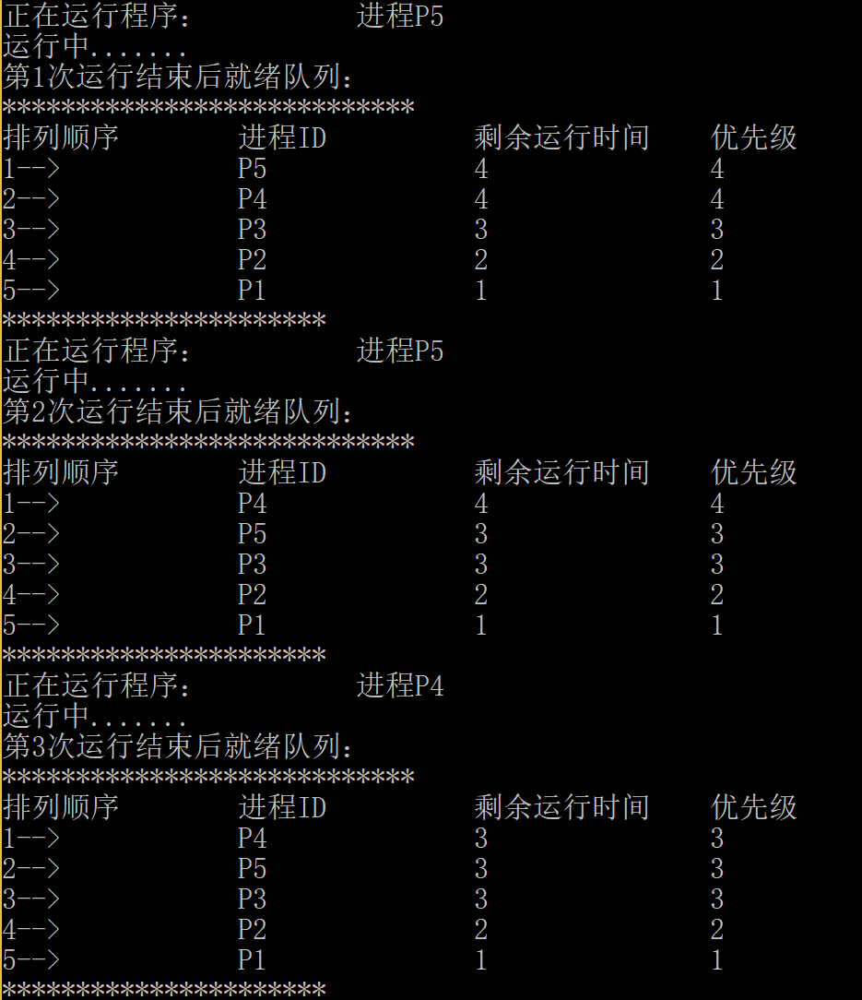 正在运行程序：	进程P5
运行中.......
第1次运行结束后就绪队列：
****************************
排列顺序	进程ID	剩余运行时间	优先级
1-->	P5	4	4
2-->	P4	4	4
3-->	P3	3	3
4-->	P2	2	2
5-->	P1	1	1
**********************
正在运行程序：	进程P5
运行中.......
第2次运行结束后就绪队列：
****************************
排列顺序	进程ID	剩余运行时间	优先级
1-->	P4	4	4
2-->	P5	3	3
3-->	P3	3	3
4-->	P2	2	2
5-->	P1	1	1
**********************
正在运行程序：	进程P4
运行中.......
第3次运行结束后就绪队列：
****************************
排列顺序	进程ID	剩余运行时间	优先级
1-->	P4	3	3
2-->	P5	3	3
3-->	P3	3	3
4-->	P2	2	2
5-->	P1	1	1
**********************